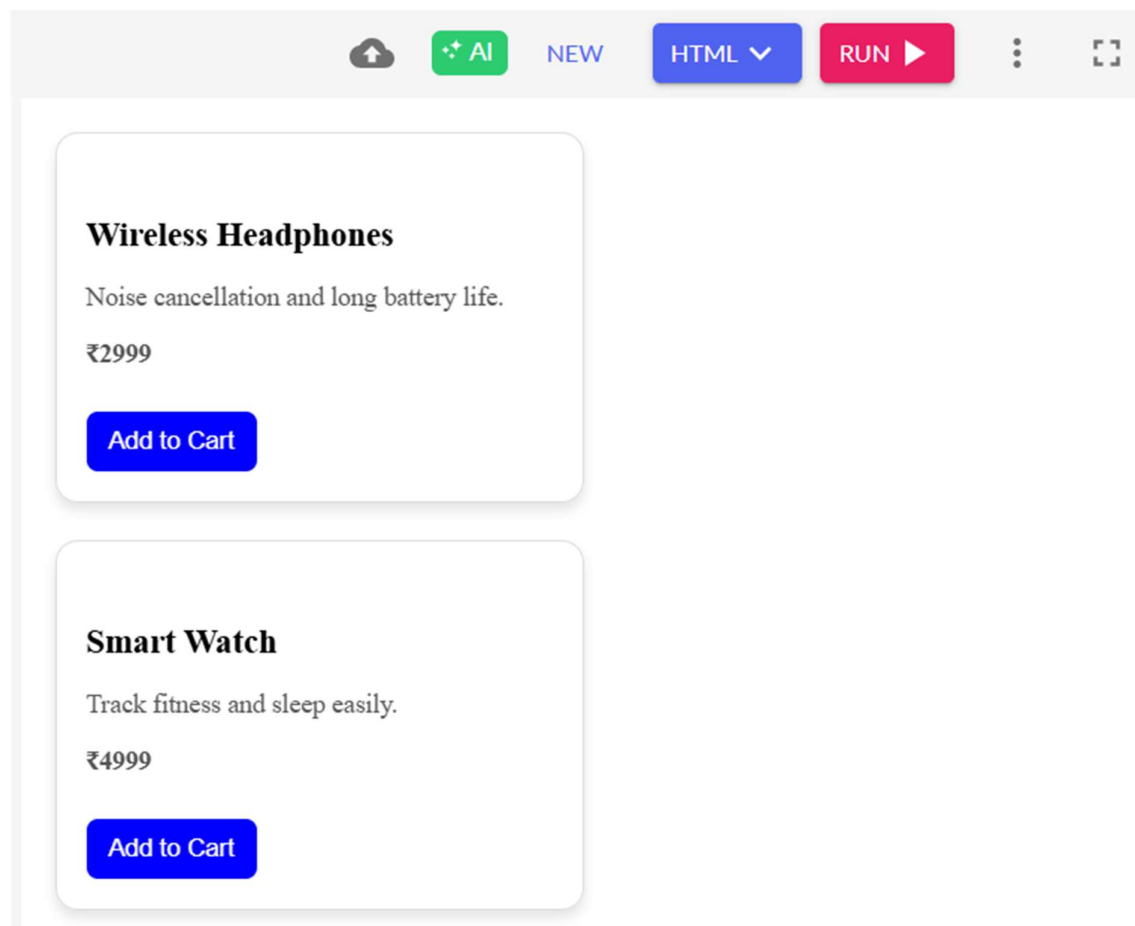 AI NEW HTML RUN
Wireless Headphones
Noise cancellation and long battery life.
₹2999
Add to Cart
Smart Watch
Track fitness and sleep easily.
₹4999
Add to Cart